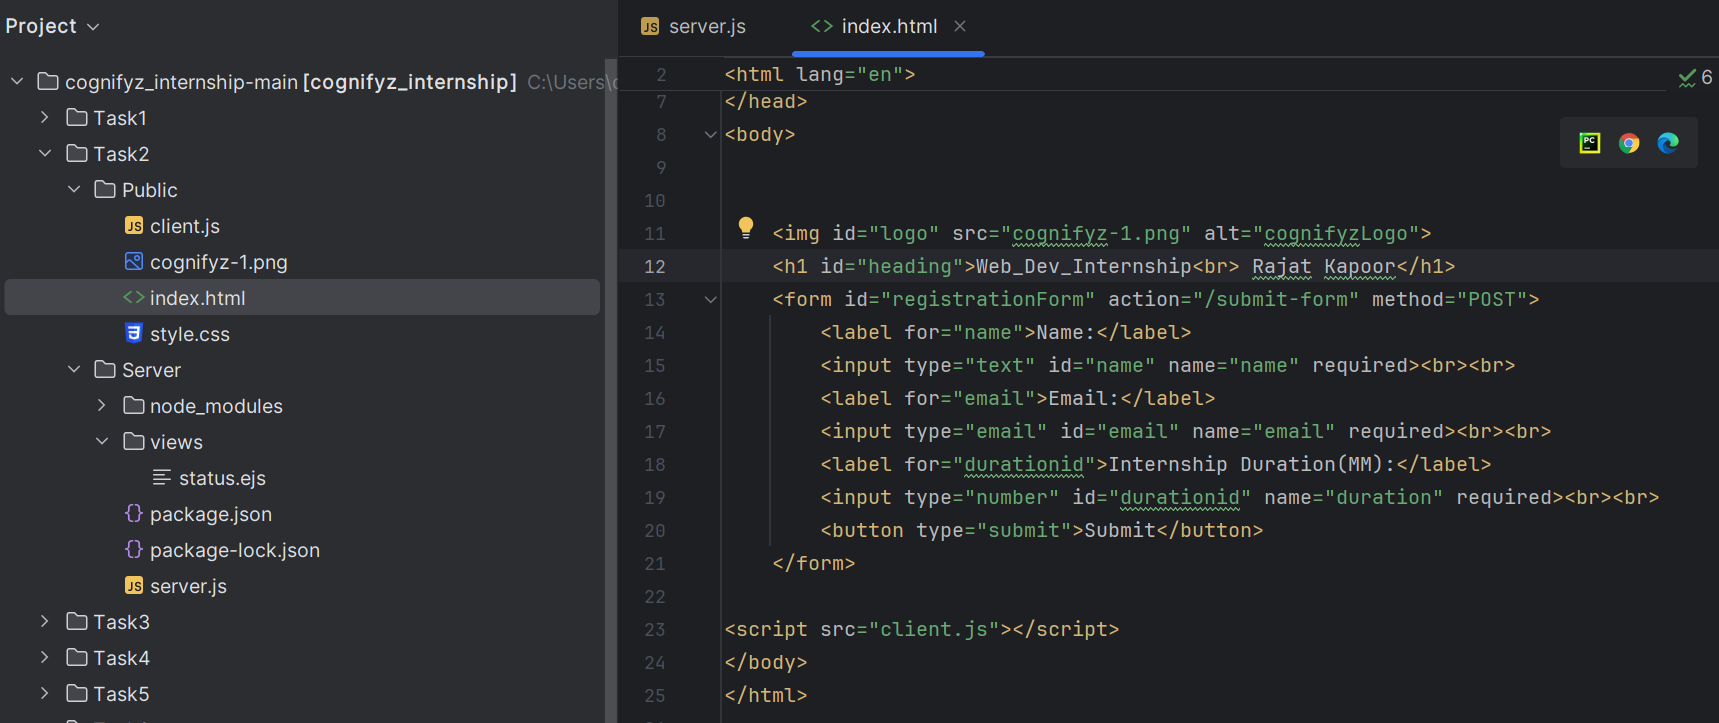 Project
cognifyz_internship-main [cognifyz_internship] C:\Users\
Task1
Task2
Public
client.js
cognifyz-1.png
index.html
style.css
Server
node_modules
views
status.ejs
package.json
package-lock.json
server.js
Task3
Task4
Task5
server.js index.html
6
2 <html lang="en">
7 </head>
8 <body>
9
10
11 <img id="logo" src="cognifyz-1.png" alt="cognifyzLogo">
12 <h1 id="heading">Web_Dev_Internship<br> Rajat Kapoor</h1>
13 <form id="registrationForm" action="/submit-form" method="POST">
14 <label for="name">Name:</label>
15 <input type="text" id="name" name="name" required><br><br>
16 <label for="email">Email:</label>
17 <input type="email" id="email" name="email" required><br><br>
18 <label for="durationid">Internship Duration(MM):</label>
19 <input type="number" id="durationid" name="duration" required><br><br>
20 <button type="submit">Submit</button>
21 </form>
22
23 <script src="client.js"></script>
24 </body>
25 </html>